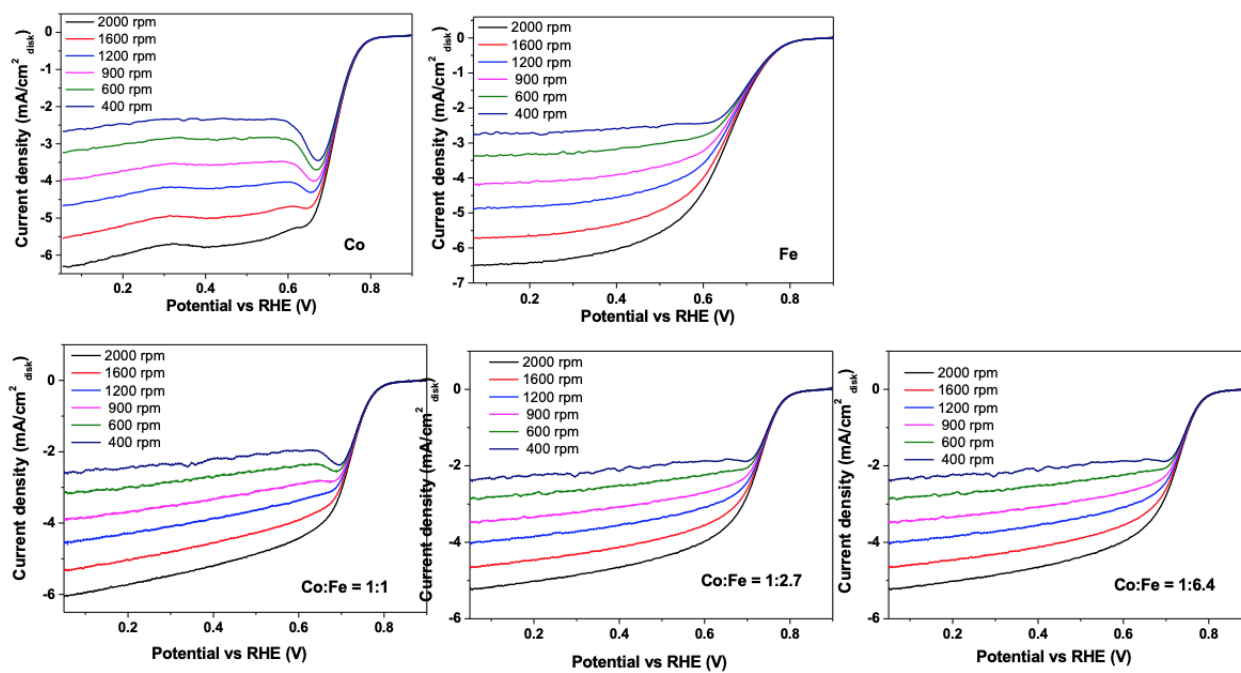 2000 rpm
1600 rpm
1200 rpm
900 rpm
600 rpm
400 rpm
0
-1
-2
-3
-4
-5
-6
0.2 0.4 0.6 0.8
Current density (mA/cm² disk)
Potential vs RHE (V)
Co
2000 rpm
1600 rpm
1200 rpm
900 rpm
600 rpm
400 rpm
0
-1
-2
-3
-4
-5
-6
-7
0.2 0.4 0.6 0.8
Current density (mA/cm² disk)
Potential vs RHE (V)
Fe
2000 rpm
1600 rpm
1200 rpm
900 rpm
600 rpm
400 rpm
0
-2
-4
-6
0.2 0.4 0.6 0.8
Current density (mA/cm² disk)
Potential vs RHE (V)
Co:Fe = 1:1
2000 rpm
1600 rpm
1200 rpm
900 rpm
600 rpm
400 rpm
0
-2
-4
-6
0.2 0.4 0.6 0.8
Current density (mA/cm² disk)
Potential vs RHE (V)
Co:Fe = 1:2.7
2000 rpm
1600 rpm
1200 rpm
900 rpm
600 rpm
400 rpm
0
-2
-4
-6
0.2 0.4 0.6 0.8
Current density (mA/cm² disk)
Potential vs RHE (V)
Co:Fe = 1:6.4